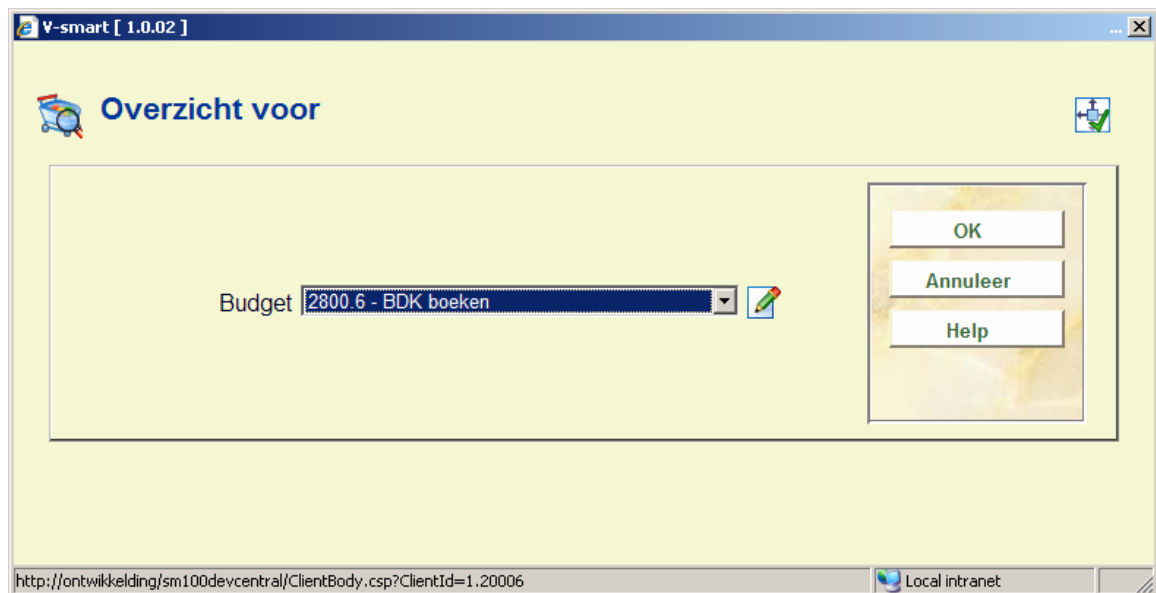 V-smart [ 1.0.02 ]
...
Overzicht voor
OK
Annuleer
Budget 2800.6 - BDK boeken
Help
http://ontwikkelding/sm100devcentral/ClientBody.csp?ClientId=1.20006
Local intranet